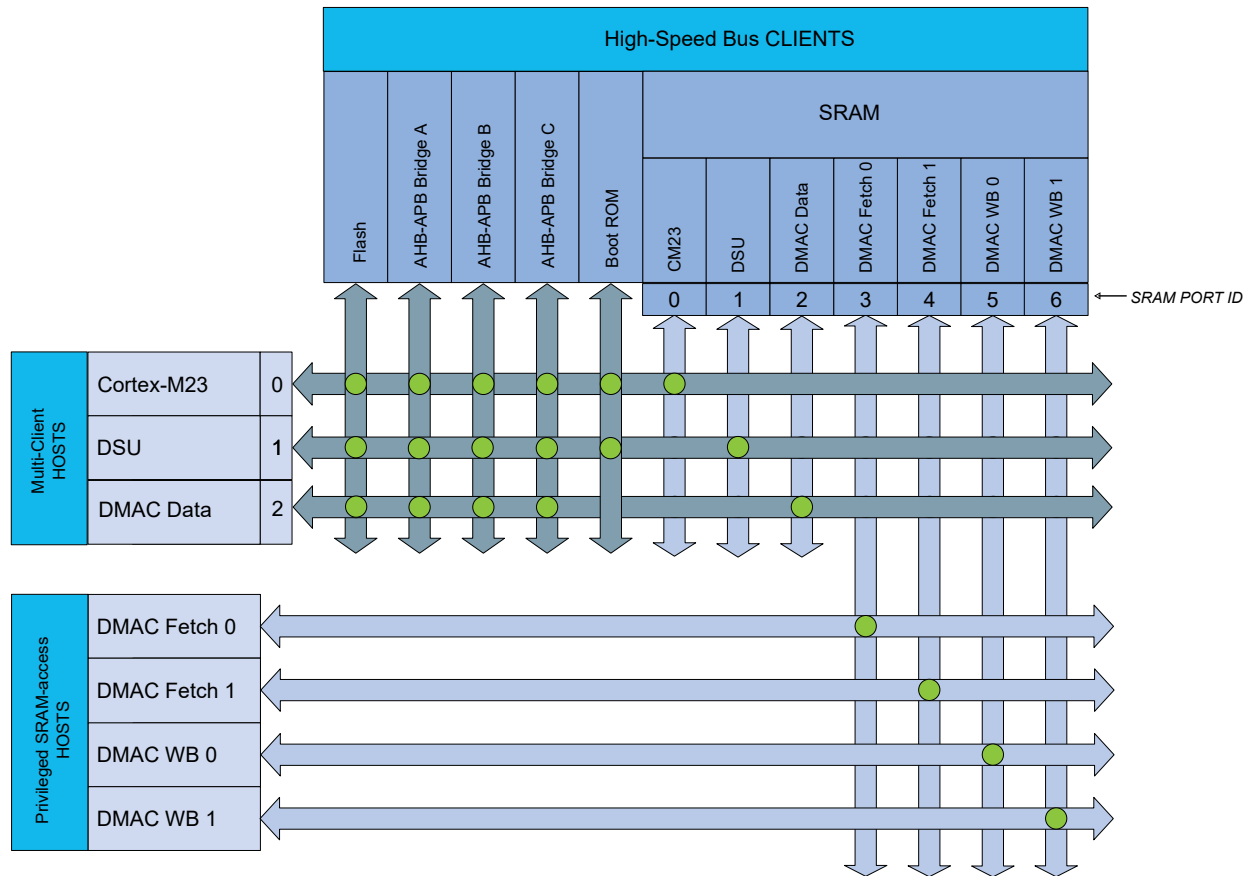 High-Speed Bus CLIENTS
Flash
AHB-APB Bridge A
AHB-APB Bridge B
AHB-APB Bridge C
Boot ROM
SRAM
CM23
DSU
DMAC Data
DMAC Fetch 0
DMAC Fetch 1
DMAC WB 0
DMAC WB 1
0 1 2 3 4 5 6
SRAM PORT ID
Multi-Client
HOSTS
Cortex-M23 0
DSU 1
DMAC Data 2
Privileged SRAM-access
HOSTS
DMAC Fetch 0
DMAC Fetch 1
DMAC WB 0
DMAC WB 1